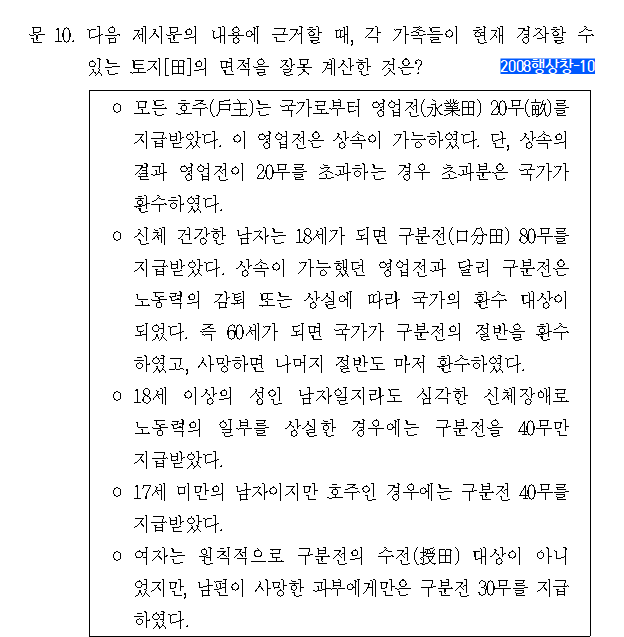 문 10. 다음 제시문의 내용에 근거할 때, 각 가족들이 현재 경작할 수
있는 토지[田]의 면적을 잘못 계산한 것은? 2008행상창-10
○ 모든 호주(戶主)는 국가로부터 영업전(永業田) 20무(畝)를
지급받았다. 이 영업전은 상속이 가능하였다. 단, 상속의
결과 영업전이 20무를 초과하는 경우 초과분은 국가가
환수하였다.
○ 신체 건강한 남자는 18세가 되면 구분전(口分田) 80무를
지급받았다. 상속이 가능했던 영업전과 달리 구분전은
노동력의 감퇴 또는 상실에 따라 국가의 환수 대상이
되었다. 즉 60세가 되면 국가가 구분전의 절반을 환수
하였고, 사망하면 나머지 절반도 마저 환수하였다.
○ 18세 이상의 성인 남자일지라도 심각한 신체장애로
노동력의 일부를 상실한 경우에는 구분전을 40무만
지급받았다.
○ 17세 미만의 남자이지만 호주인 경우에는 구분전 40무를
지급받았다.
○ 여자는 원칙적으로 구분전의 수전(授田) 대상이 아니
었지만, 남편이 사망한 과부에게만은 구분전 30무를 지급
하였다.